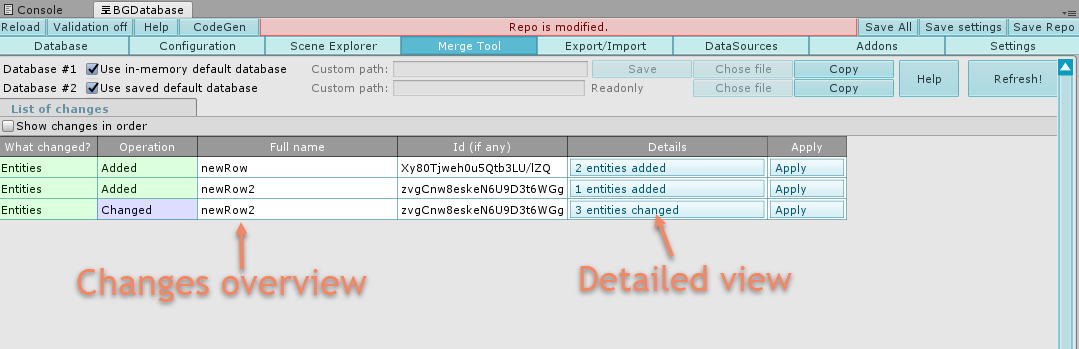 Console BGDatabase
Reload Validation off Help CodeGen Repo is modified. Save All Save settings Save Repo
Database Configuration Scene Explorer Merge Tool Export/Import DataSources Addons Settings
Database #1 Use in-memory default database Custom path: Save Chose file Copy Help Refresh!
Database #2 Use saved default database Custom path: Readonly Chose file Copy
List of changes
Show changes in order
What changed? Operation Full name Id (if any) Details Apply
Entities Added newRow Xy80Tjweh0u5Qtb3LU/lZQ 2 entities added Apply
Entities Added newRow2 zvgCnw8eskeN6U9D3t6WGg 1 entities added Apply
Entities Changed newRow2 zvgCnw8eskeN6U9D3t6WGg 3 entities changed Apply
Changes overview Detailed view